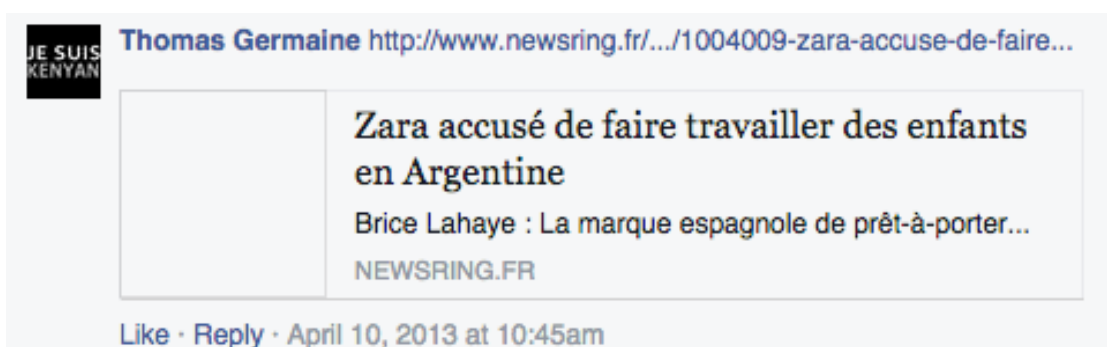 JE SUIS
KENYAN
Thomas Germaine http://www.newsring.fr/.../1004009-zara-accuse-de-faire...
Zara accusé de faire travailler des enfants
en Argentine
Brice Lahaye : La marque espagnole de prêt-à-porter...
NEWSRING.FR
Like · Reply · April 10, 2013 at 10:45am